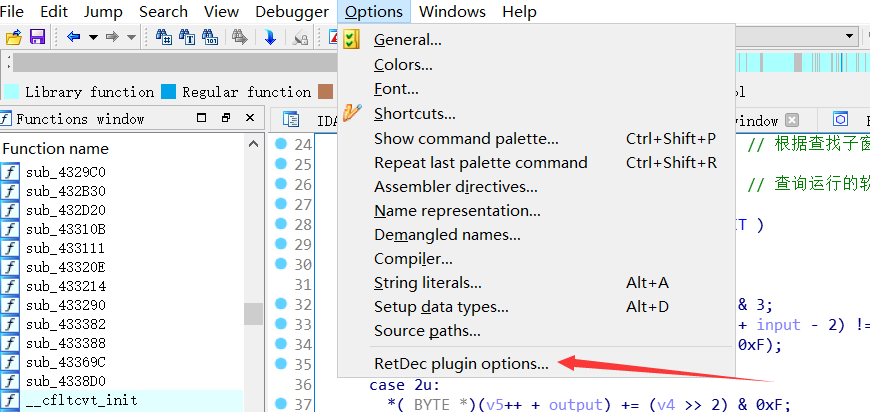 File Edit Jump Search View Debugger Options Windows Help
Library function Regular function
Functions window
IDA
window
Function name
sub_4329C0
sub_432B30
sub_432D20
sub_43310B
sub_433111
sub_43320E
sub_433214
sub_433290
sub_433382
sub_433388
sub_43369C
sub_4338D0
__cfltcvt_init
24
25
26
27
28
29
30
31
32
33
34
35
36
37
General...
Colors...
Font...
Shortcuts...
Show command palette... Ctrl+Shift+P
Repeat last palette command Ctrl+Shift+R
Assembler directives...
Name representation...
Demangled names...
Compiler...
String literals... Alt+A
Setup data types... Alt+D
Source paths...
RetDec plugin options...
// 根据查找子窗
// 查询运行的软
IT )
& 3;
+ input - 2) !=
0xF);
case 2u:
*(_BYTE *)(v5++ + output) += (v4 >> 2) & 0xF;